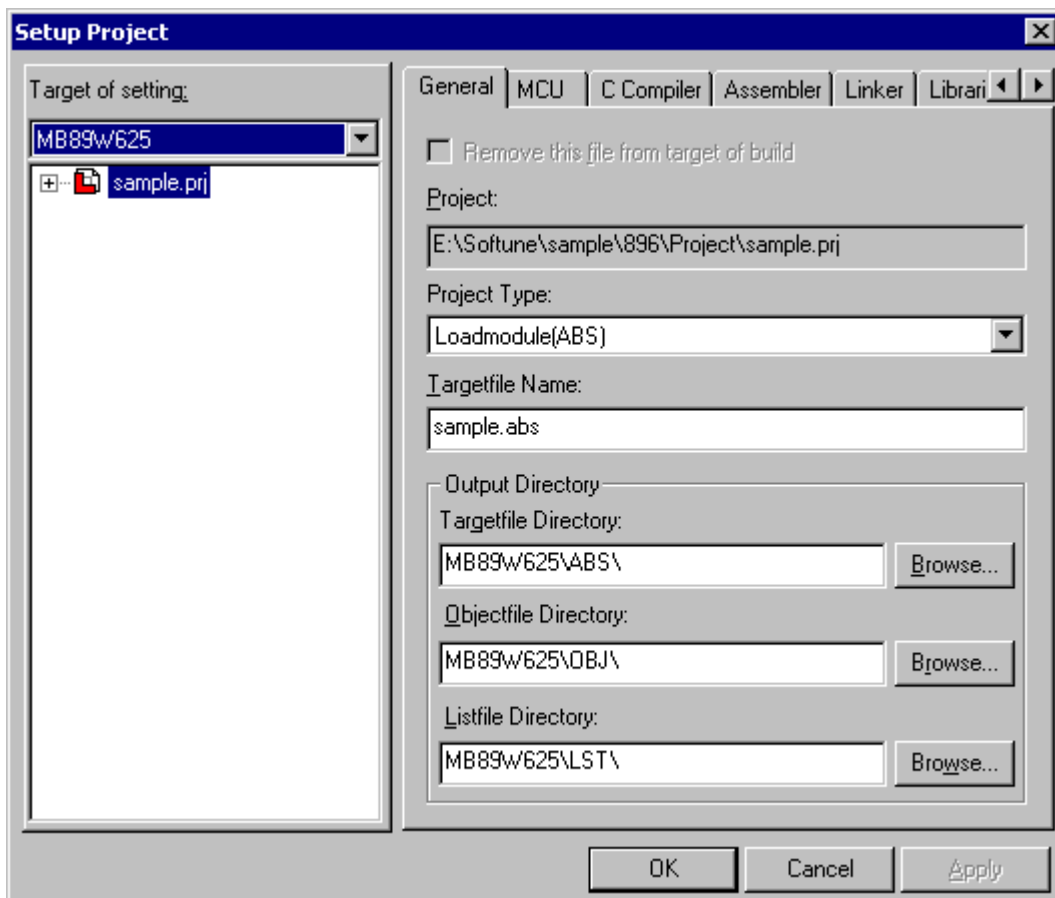 Setup Project
Target of setting:
MB89W625
sample.prj
General MCU C Compiler Assembler Linker Librari
Remove this file from target of build
Project:
E:\Softune\sample\896\Project\sample.prj
Project Type:
Loadmodule(ABS)
Targetfile Name:
sample.abs
Output Directory
Targetfile Directory:
MB89W625\ABS\
Browse...
Objectfile Directory:
MB89W625\OBJ\
Browse...
Listfile Directory:
MB89W625\LST\
Browse...
OK Cancel Apply